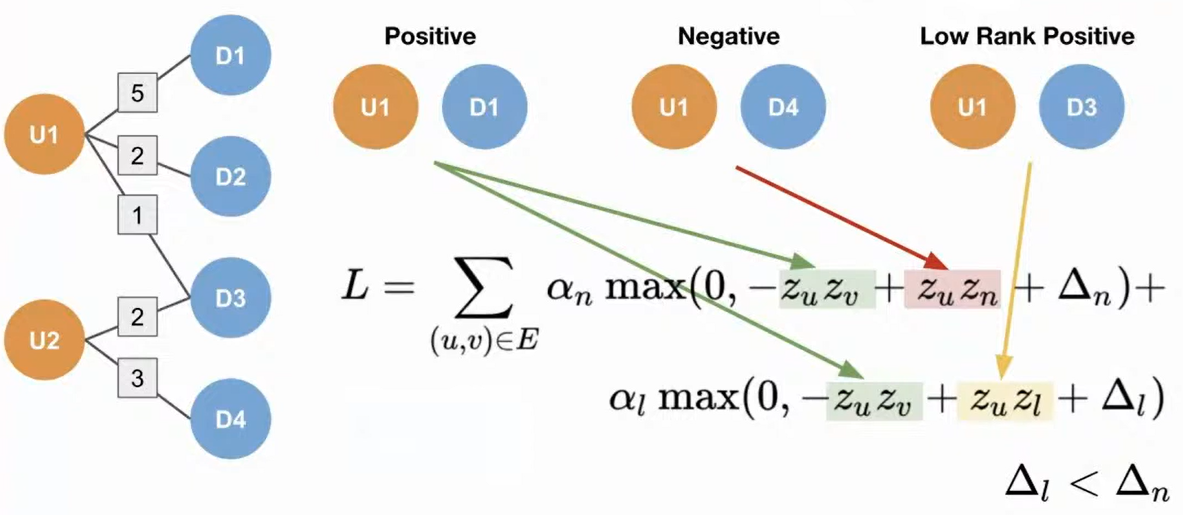 Positive Negative Low Rank Positive
U1 D1 U1 D4 U1 D3
D1
5
U1
2
D2
1
D3
2
U2
3
D4
L = ∑_{(u,v)∈E} α_n max(0, −z_u z_v + z_u z_n + Δ_n)+
α_l max(0, −z_u z_v + z_u z_l + Δ_l)
Δ_l < Δ_n